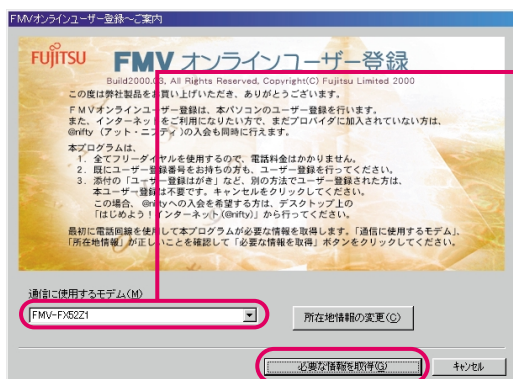 FMVオンラインユーザー登録～ご案内
FUJITSU
FMV オンラインユーザー登録
Build2000.03, All Rights Reserved, Copyright(C) Fujitsu Limited 2000
この度は弊社製品をお買い上げいただき、ありがとうございます。
FMVオンラインユーザー登録は、本パソコンのユーザー登録を行います。
また、インターネットをご利用になりたい方で、まだプロバイダに加入されていない方は、
@nifty (アット・ニフティ)の入会も同時に行えます。
本プログラムは、
1. 全てフリーダイヤルを使用するので、電話料金はかかりません。
2. 既にユーザー登録番号をお持ちの方も、ユーザー登録を行ってください。
3. 添付の「ユーザー登録はがき」など、別の方法でユーザー登録された方は、
本ユーザー登録は不要です。キャンセルをクリックしてください。
この場合、@niftyへの入会を希望する方は、デスクトップ上の
「はじめよう！インターネット(@nifty)」から行ってください。
最初に電話回線を使用して本プログラムが必要な情報を取得します。「通信に使用するモデム」、
「所在地情報」が正しいことを確認して「必要な情報を取得」ボタンをクリックしてください。
通信に使用するモデム(M)
FMV-FX52Z1
所在地情報の変更(C)
必要な情報を取得(G)
キャンセル